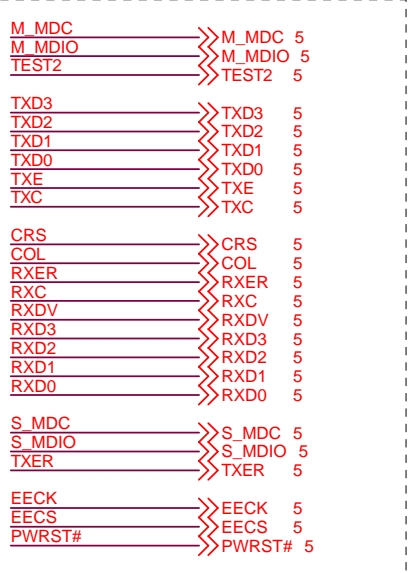 M_MDC M_MDC 5
M_MDIO M_MDIO 5
TEST2 TEST2 5
TXD3 TXD3 5
TXD2 TXD2 5
TXD1 TXD1 5
TXD0 TXD0 5
TXE TXE 5
TXC TXC 5
CRS CRS 5
COL COL 5
RXER RXER 5
RXC RXC 5
RXDV RXDV 5
RXD3 RXD3 5
RXD2 RXD2 5
RXD1 RXD1 5
RXD0 RXD0 5
S_MDC S_MDC 5
S_MDIO S_MDIO 5
TXER TXER 5
EECK EECK 5
EECS EECS 5
PWRST# PWRST# 5